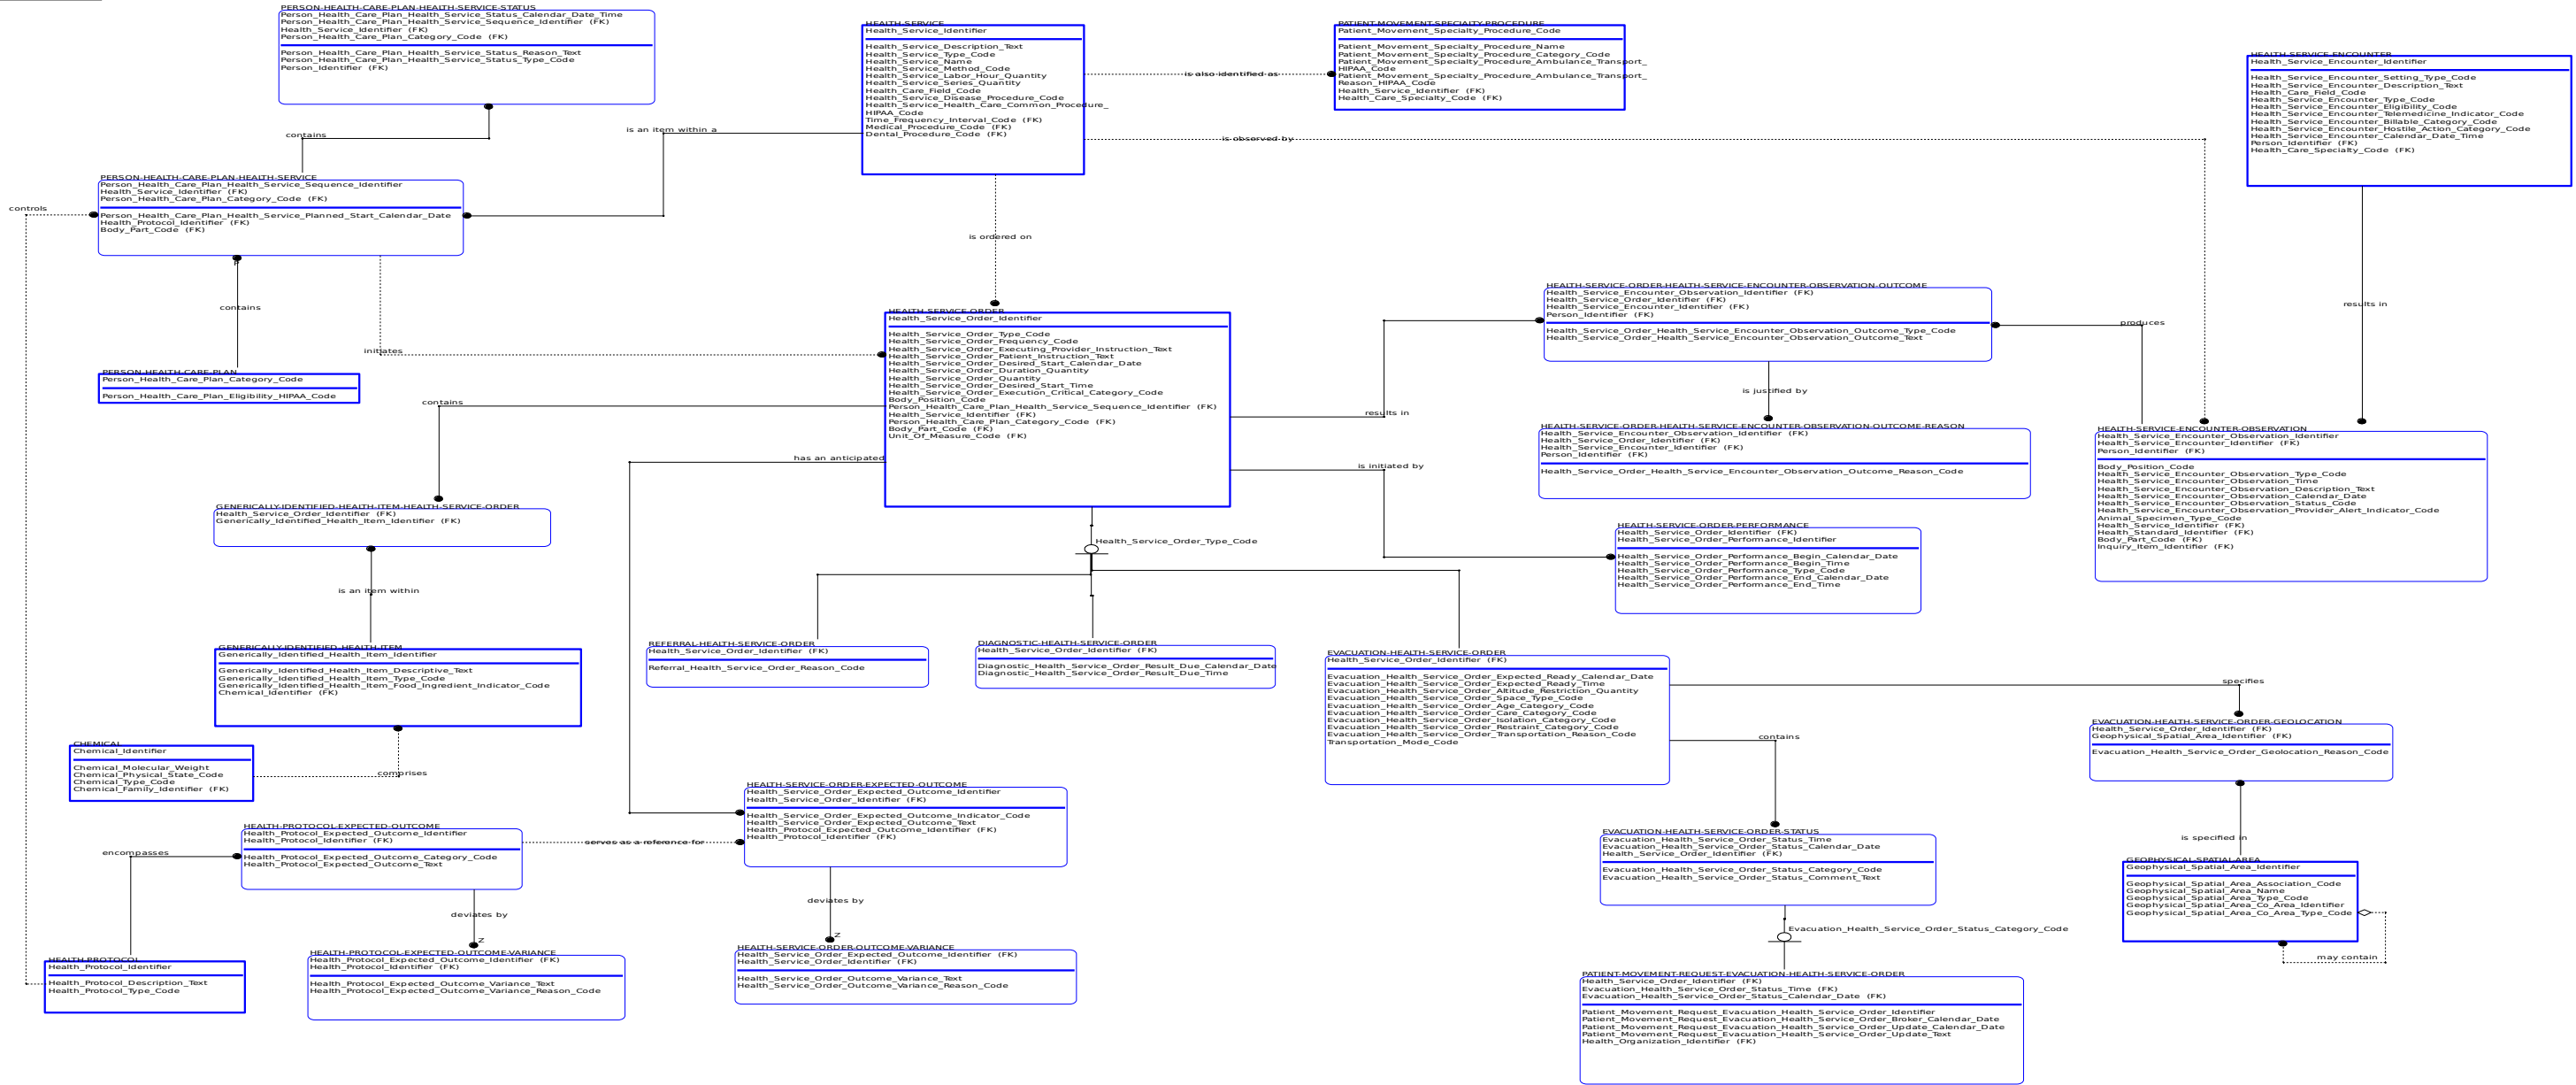 PERSON-HEALTH-CARE-PLAN-HEALTH-SERVICE-STATUS
Person_Health_Care_Plan_Health_Service_Status_Calendar_Date_Time
Person_Health_Care_Plan_Health_Service_Sequence_Identifier (FK)
Health_Service_Identifier (FK)
Person_Health_Care_Plan_Category_Code (FK)
Person_Health_Care_Plan_Health_Service_Status_Reason_Text
Person_Health_Care_Plan_Health_Service_Status_Type_Code
Person_Identifier (FK)
HEALTH-SERVICE
Health_Service_Identifier
Health_Service_Description_Text
Health_Service_Type_Code
Health_Service_Name
Health_Service_Method_Code
Health_Service_Labor_Hour_Quantity
Health_Service_Series_Quantity
Health_Care_Field_Code
Health_Service_Disease_Procedure_Code
Health_Service_Health_Care_Common_Procedure_
HIPAA_Code
Time_Frequency_Interval_Code (FK)
Medical_Procedure_Code (FK)
Dental_Procedure_Code (FK)
is also identified as
PATIENT-MOVEMENT-SPECIALTY-PROCEDURE
Patient_Movement_Specialty_Procedure_Code
Patient_Movement_Specialty_Procedure_Name
Patient_Movement_Specialty_Procedure_Category_Code
Patient_Movement_Specialty_Procedure_Ambulance_Transport_
HIPAA_Code
Patient_Movement_Specialty_Procedure_Ambulance_Transport_
Reason_HIPAA_Code
Health_Service_Identifier (FK)
Health_Care_Specialty_Code (FK)
HEALTH-SERVICE-ENCOUNTER
Health_Service_Encounter_Identifier
Health_Service_Encounter_Setting_Type_Code
Health_Service_Encounter_Description_Text
Health_Care_Field_Code
Health_Service_Encounter_Type_Code
Health_Service_Encounter_Eligibility_Code
Health_Service_Encounter_Telemedicine_Indicator_Code
Health_Service_Encounter_Billable_Category_Code
Health_Service_Encounter_Hostile_Action_Category_Code
Health_Service_Encounter_Calendar_Date_Time
Person_Identifier (FK)
Health_Care_Specialty_Code (FK)
contains
is an item within a
is observed by
PERSON-HEALTH-CARE-PLAN-HEALTH-SERVICE
Person_Health_Care_Plan_Health_Service_Sequence_Identifier
Health_Service_Identifier (FK)
Person_Health_Care_Plan_Category_Code (FK)
Person_Health_Care_Plan_Health_Service_Planned_Start_Calendar_Date
Health_Protocol_Identifier (FK)
Body_Part_Code (FK)
controls
is ordered on
P
contains
initiates
results in
PERSON-HEALTH-CARE-PLAN
Person_Health_Care_Plan_Category_Code
Person_Health_Care_Plan_Eligibility_HIPAA_Code
HEALTH-SERVICE-ORDER
Health_Service_Order_Identifier
Health_Service_Order_Type_Code
Health_Service_Order_Frequency_Code
Health_Service_Order_Executing_Provider_Instruction_Text
Health_Service_Order_Patient_Instruction_Text
Health_Service_Order_Desired_Start_Calendar_Date
Health_Service_Order_Duration_Quantity
Health_Service_Order_Quantity
Health_Service_Order_Desired_Start_Time
Health_Service_Order_Execution_Critical_Category_Code
Body_Position_Code
Person_Health_Care_Plan_Health_Service_Sequence_Identifier (FK)
Health_Service_Identifier (FK)
Person_Health_Care_Plan_Category_Code (FK)
Body_Part_Code (FK)
Unit_Of_Measure_Code (FK)
HEALTH-SERVICE-ORDER-HEALTH-SERVICE-ENCOUNTER-OBSERVATION-OUTCOME
Health_Service_Encounter_Observation_Identifier (FK)
Health_Service_Order_Identifier (FK)
Health_Service_Encounter_Identifier (FK)
Person_Identifier (FK)
Health_Service_Order_Health_Service_Encounter_Observation_Outcome_Type_Code
Health_Service_Order_Health_Service_Encounter_Observation_Outcome_Text
produces
is justified by
contains
results in
has an anticipated
is initiated by
HEALTH-SERVICE-ORDER-HEALTH-SERVICE-ENCOUNTER-OBSERVATION-OUTCOME-REASON
Health_Service_Encounter_Observation_Identifier (FK)
Health_Service_Order_Identifier (FK)
Health_Service_Encounter_Identifier (FK)
Person_Identifier (FK)
Health_Service_Order_Health_Service_Encounter_Observation_Outcome_Reason_Code
HEALTH-SERVICE-ENCOUNTER-OBSERVATION
Health_Service_Encounter_Observation_Identifier
Health_Service_Encounter_Identifier (FK)
Person_Identifier (FK)
Body_Position_Code
Health_Service_Encounter_Observation_Type_Code
Health_Service_Encounter_Observation_Time
Health_Service_Encounter_Observation_Description_Text
Health_Service_Encounter_Observation_Calendar_Date
Health_Service_Encounter_Observation_Status_Code
Health_Service_Encounter_Observation_Provider_Alert_Indicator_Code
Animal_Specimen_Type_Code
Health_Service_Identifier (FK)
Health_Standard_Identifier (FK)
Body_Part_Code (FK)
Inquiry_Item_Identifier (FK)
GENERICALLY-IDENTIFIED-HEALTH-ITEM-HEALTH-SERVICE-ORDER
Health_Service_Order_Identifier (FK)
Generically_Identified_Health_Item_Identifier (FK)
Health_Service_Order_Type_Code
HEALTH-SERVICE-ORDER-PERFORMANCE
Health_Service_Order_Identifier (FK)
Health_Service_Order_Performance_Identifier
Health_Service_Order_Performance_Begin_Calendar_Date
Health_Service_Order_Performance_Begin_Time
Health_Service_Order_Performance_Type_Code
Health_Service_Order_Performance_End_Calendar_Date
Health_Service_Order_Performance_End_Time
is an item within
GENERICALLY-IDENTIFIED-HEALTH-ITEM
Generically_Identified_Health_Item_Identifier
Generically_Identified_Health_Item_Descriptive_Text
Generically_Identified_Health_Item_Type_Code
Generically_Identified_Health_Item_Food_Ingredient_Indicator_Code
Chemical_Identifier (FK)
REFERRAL-HEALTH-SERVICE-ORDER
Health_Service_Order_Identifier (FK)
Referral_Health_Service_Order_Reason_Code
DIAGNOSTIC-HEALTH-SERVICE-ORDER
Health_Service_Order_Identifier (FK)
Diagnostic_Health_Service_Order_Result_Due_Calendar_Date
Diagnostic_Health_Service_Order_Result_Due_Time
EVACUATION-HEALTH-SERVICE-ORDER
Health_Service_Order_Identifier (FK)
Evacuation_Health_Service_Order_Expected_Ready_Calendar_Date
Evacuation_Health_Service_Order_Expected_Ready_Time
Evacuation_Health_Service_Order_Altitude_Restriction_Quantity
Evacuation_Health_Service_Order_Space_Type_Code
Evacuation_Health_Service_Order_Age_Category_Code
Evacuation_Health_Service_Order_Care_Category_Code
Evacuation_Health_Service_Order_Isolation_Category_Code
Evacuation_Health_Service_Order_Restraint_Category_Code
Evacuation_Health_Service_Order_Transportation_Reason_Code
Transportation_Mode_Code
specifies
contains
EVACUATION-HEALTH-SERVICE-ORDER-GEOLOCATION
Health_Service_Order_Identifier (FK)
Geophysical_Spatial_Area_Identifier (FK)
Evacuation_Health_Service_Order_Geolocation_Reason_Code
CHEMICAL
Chemical_Identifier
Chemical_Molecular_Weight
Chemical_Physical_State_Code
Chemical_Type_Code
Chemical_Family_Identifier (FK)
comprises
HEALTH-SERVICE-ORDER-EXPECTED-OUTCOME
Health_Service_Order_Expected_Outcome_Identifier
Health_Service_Order_Identifier (FK)
Health_Service_Order_Expected_Outcome_Indicator_Code
Health_Service_Order_Expected_Outcome_Text
Health_Protocol_Expected_Outcome_Identifier (FK)
Health_Protocol_Identifier (FK)
HEALTH-PROTOCOL-EXPECTED-OUTCOME
Health_Protocol_Expected_Outcome_Identifier
Health_Protocol_Identifier (FK)
Health_Protocol_Expected_Outcome_Category_Code
Health_Protocol_Expected_Outcome_Text
encompasses
serves as a reference for
EVACUATION-HEALTH-SERVICE-ORDER-STATUS
Evacuation_Health_Service_Order_Status_Time
Evacuation_Health_Service_Order_Status_Calendar_Date
Health_Service_Order_Identifier (FK)
Evacuation_Health_Service_Order_Status_Category_Code
Evacuation_Health_Service_Order_Status_Comment_Text
is specified in
GEOPHYSICAL-SPATIAL-AREA
Geophysical_Spatial_Area_Identifier
Geophysical_Spatial_Area_Association_Code
Geophysical_Spatial_Area_Name
Geophysical_Spatial_Area_Type_Code
Geophysical_Spatial_Area_Co_Area_Identifier
Geophysical_Spatial_Area_Co_Area_Type_Code
may contain
deviates by
Z
deviates by
Z
Evacuation_Health_Service_Order_Status_Category_Code
HEALTH-PROTOCOL
Health_Protocol_Identifier
Health_Protocol_Description_Text
Health_Protocol_Type_Code
HEALTH-PROTOCOL-EXPECTED-OUTCOME-VARIANCE
Health_Protocol_Expected_Outcome_Identifier (FK)
Health_Protocol_Identifier (FK)
Health_Protocol_Expected_Outcome_Variance_Text
Health_Protocol_Expected_Outcome_Variance_Reason_Code
HEALTH-SERVICE-ORDER-OUTCOME-VARIANCE
Health_Service_Order_Expected_Outcome_Identifier (FK)
Health_Service_Order_Identifier (FK)
Health_Service_Order_Outcome_Variance_Text
Health_Service_Order_Outcome_Variance_Reason_Code
PATIENT-MOVEMENT-REQUEST-EVACUATION-HEALTH-SERVICE-ORDER
Health_Service_Order_Identifier (FK)
Evacuation_Health_Service_Order_Status_Time (FK)
Evacuation_Health_Service_Order_Status_Calendar_Date (FK)
Patient_Movement_Request_Evacuation_Health_Service_Order_Identifier
Patient_Movement_Request_Evacuation_Health_Service_Order_Broker_Calendar_Date
Patient_Movement_Request_Evacuation_Health_Service_Order_Update_Calendar_Date
Patient_Movement_Request_Evacuation_Health_Service_Order_Update_Text
Health_Organization_Identifier (FK)